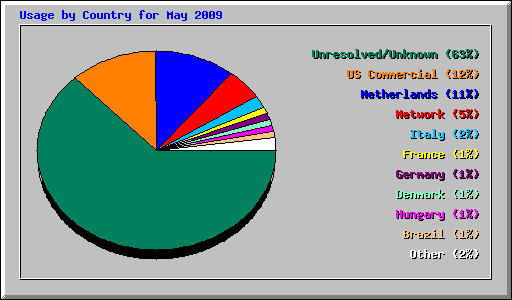 Usage by Country for May 2009
Unresolved/Unknown (63%)
US Commercial (12%)
Netherlands (11%)
Network (5%)
Italy (2%)
France (1%)
Germany (1%)
Denmark (1%)
Hungary (1%)
Brazil (1%)
Other (2%)